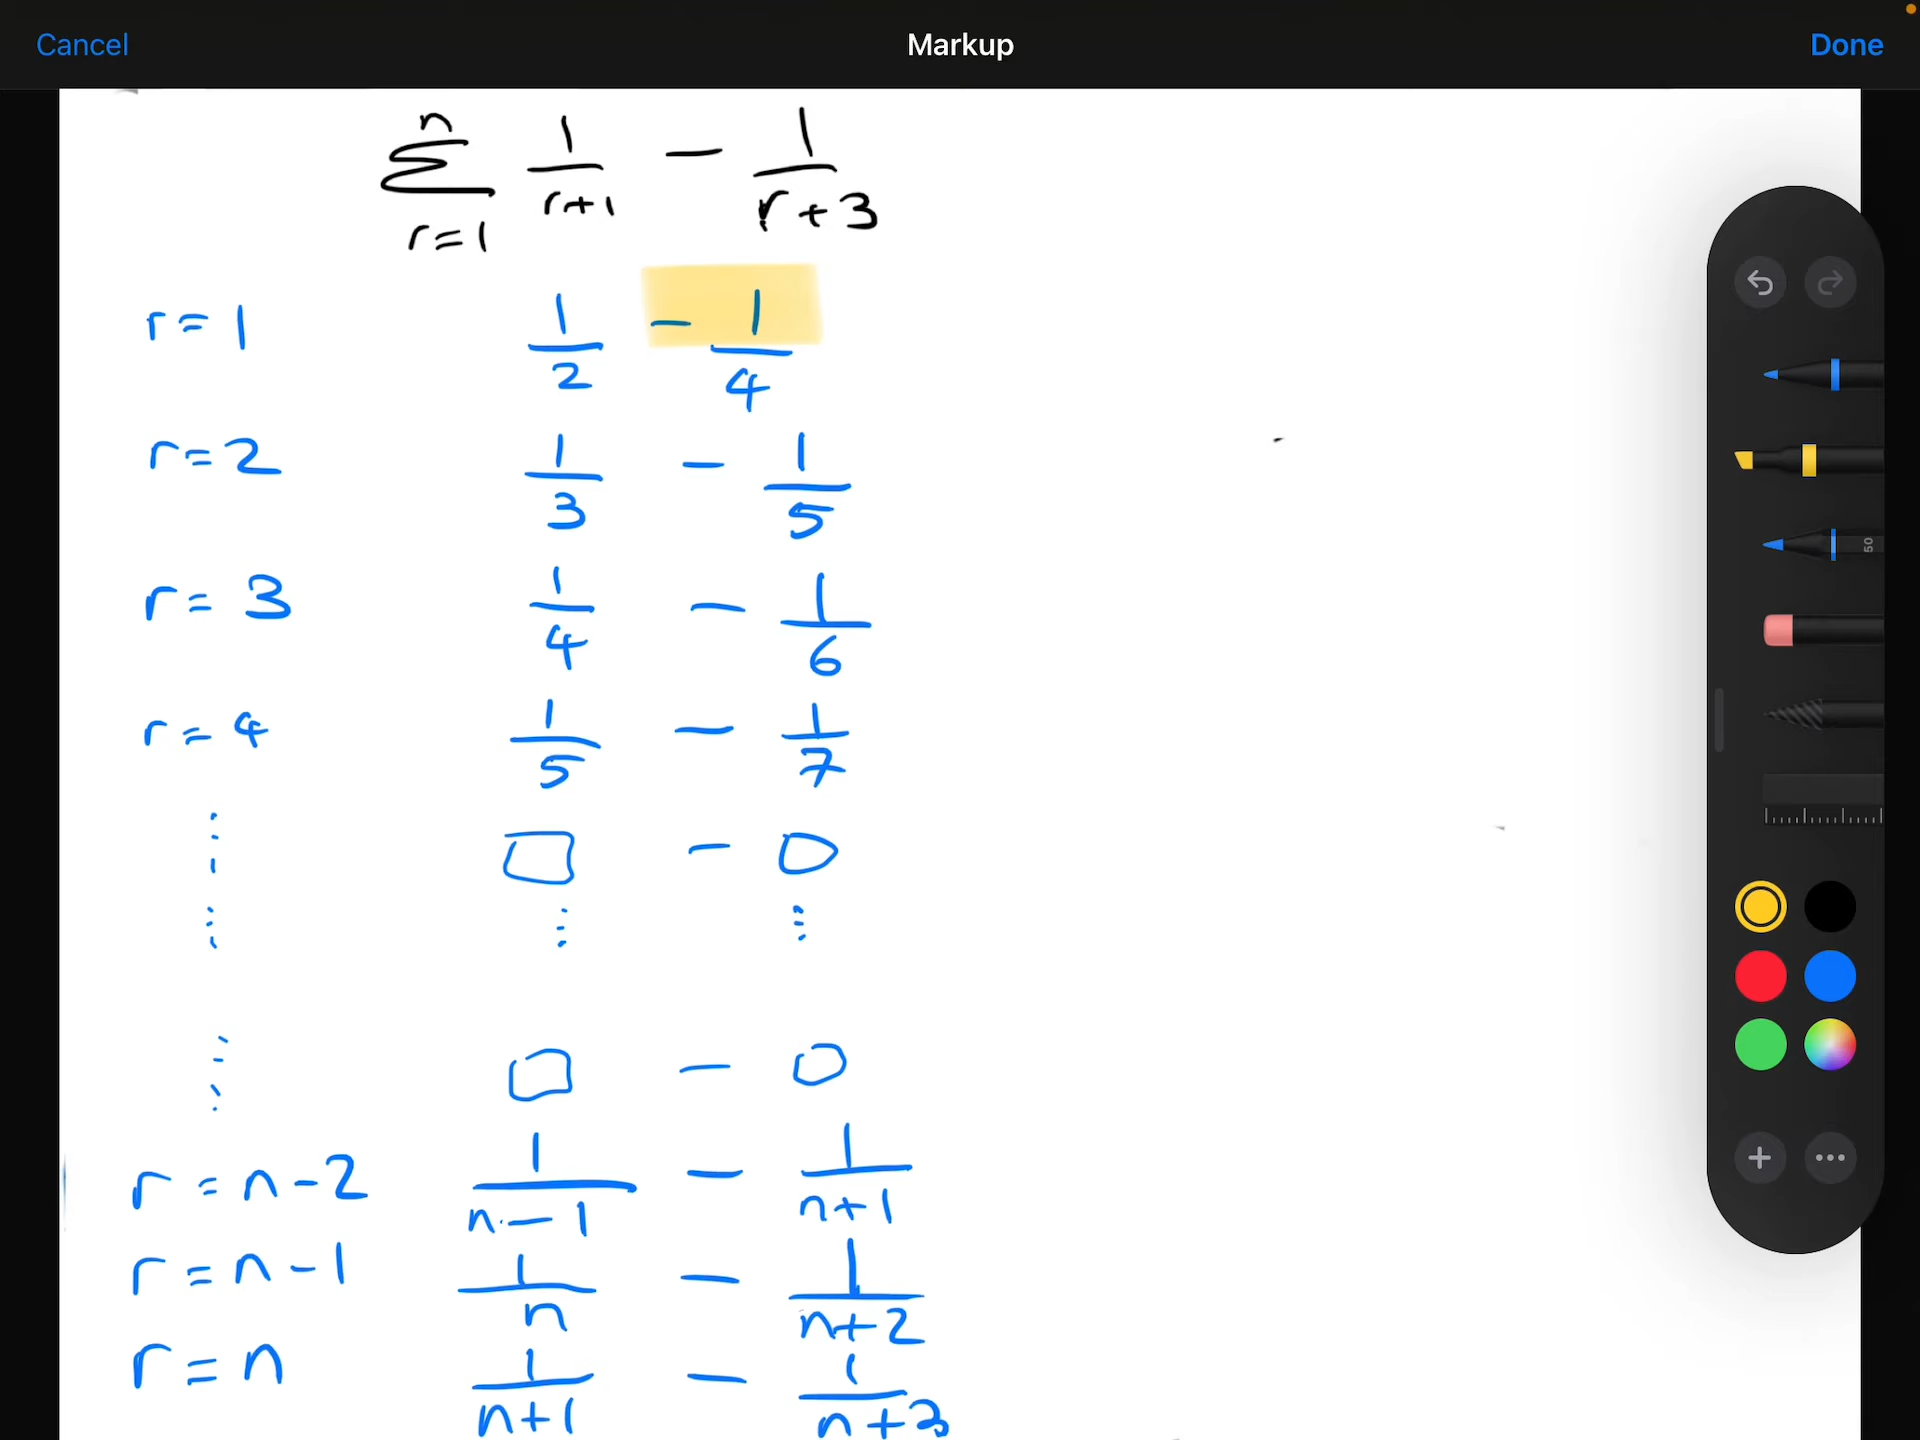 Cancel Markup Done
n
Σ 1/(r+1) - 1/(r+3)
r=1
r=1 1/2 - 1/4
r=2 1/3 - 1/5
r=3 1/4 - 1/6
r=4 1/5 - 1/7
⋮ □ - O
⋮ ⋮ ⋮
⋮ □ - O
r=n-2 1/(n-1) - 1/(n+1)
r=n-1 1/n - 1/(n+2)
r=n 1/(n+1) - 1/(n+3)
50